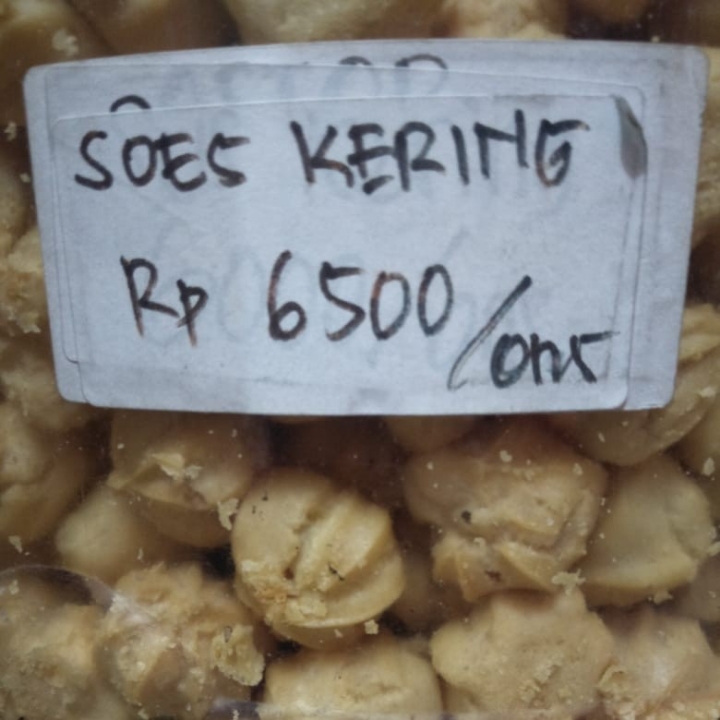 SOES KERING
Rp 6500/ons